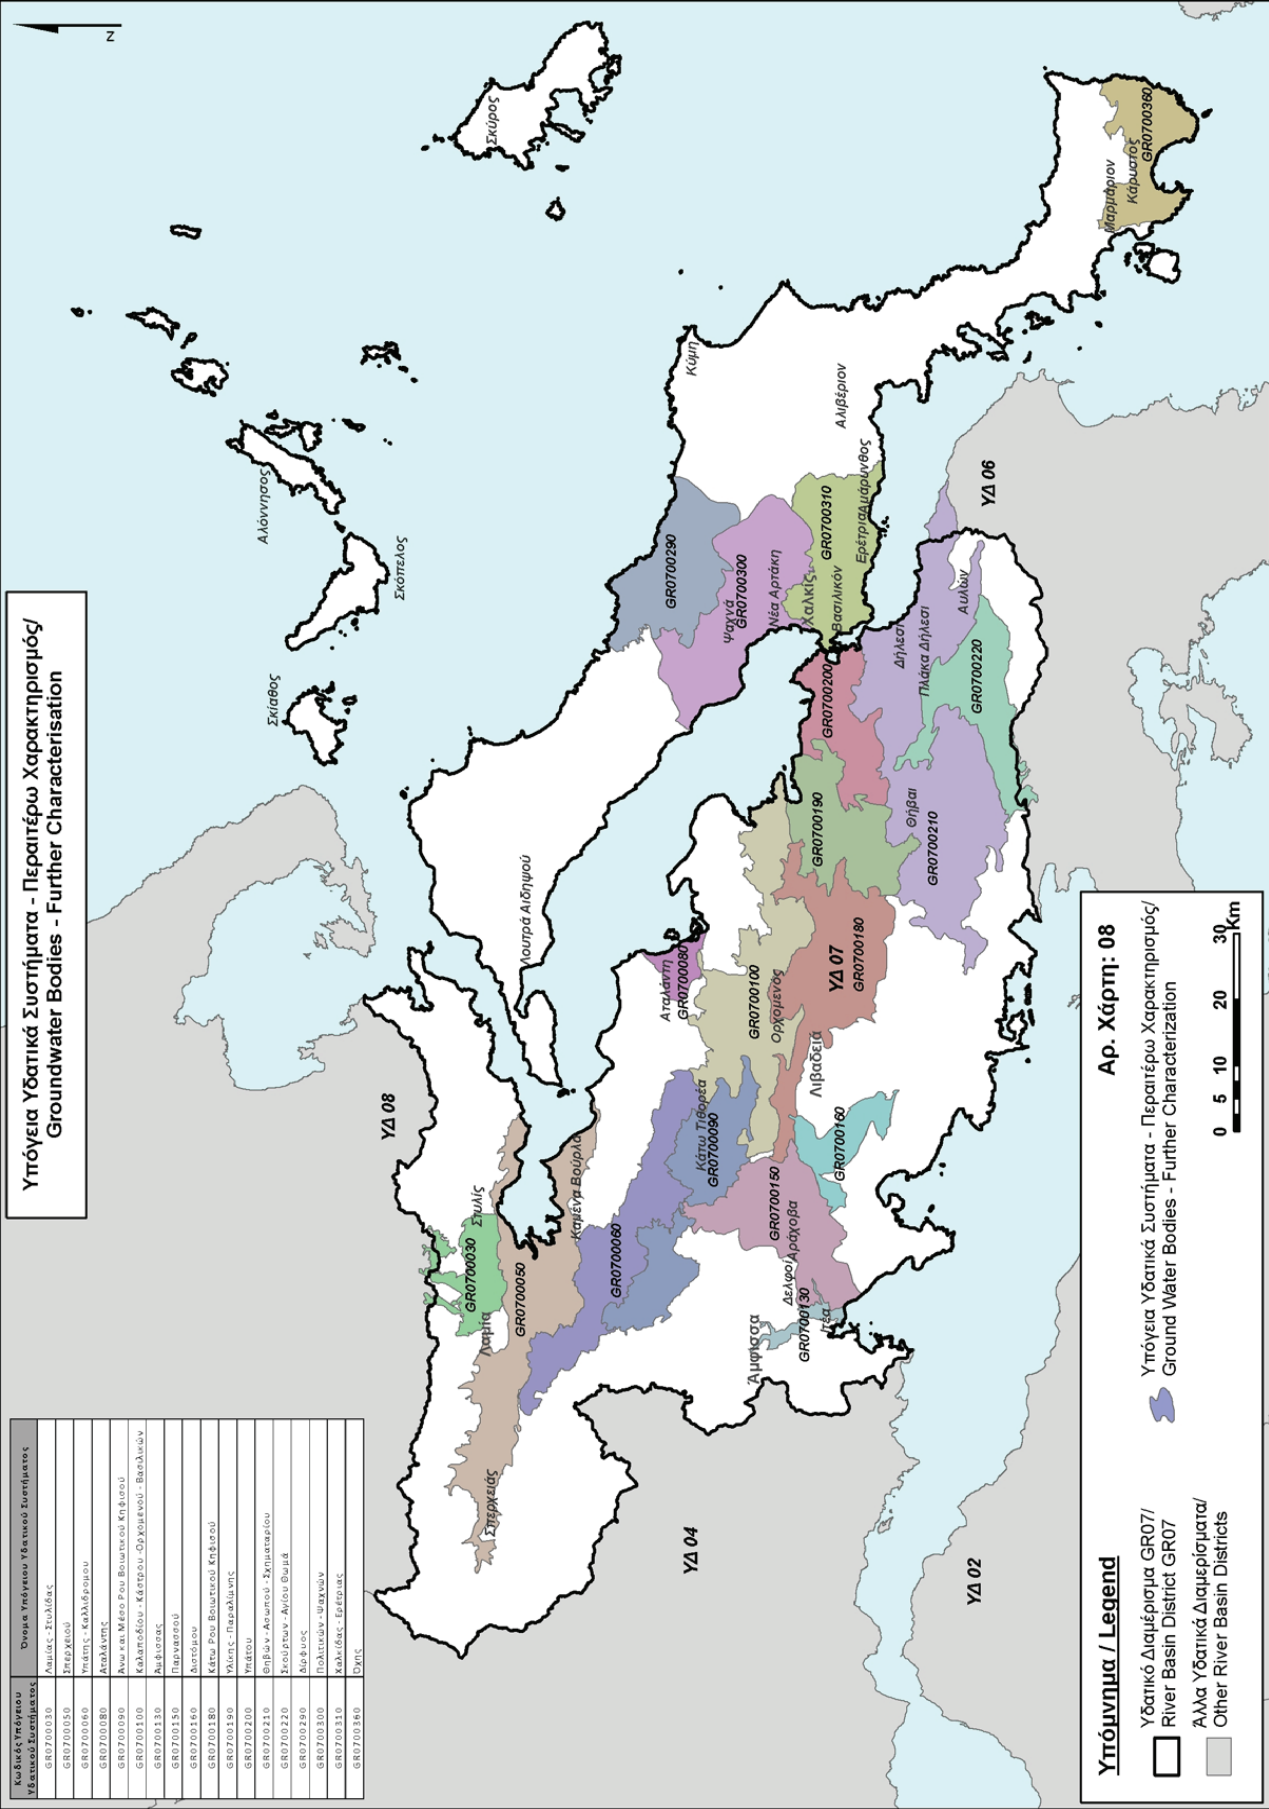 Υπόγεια Υδατικά Συστήματα - Περαιτέρω Χαρακτηρισμός/
Groundwater Bodies - Further Characterisation
Z
Κωδικός Υπόγειου Υδατικού Συστήματος
Όνομα Υπόγειου Υδατικού Συστήματος
GR0700030 Λαμίας - Στυλίδας
GR0700050 Σπερχειού
GR0700060 Υπάτης - Καλλιδρομου
GR0700080 Αταλάντης
GR0700090 Άνω και Μέσο Ρου Βοιωτικού Κηφισού
GR0700100 Καλαποδίου - Κάστρου - Ορχομενού - Βασιλικών
GR0700130 Άμφισσας
GR0700150 Παρνασσού
GR0700160 Διστόμου
GR0700180 Κάτω Ρου Βοιωτικού Κηφισού
GR0700190 Υλίκης - Παραλίμνης
GR0700200 Υπάτου
GR0700210 Θηβών - Ασωπού - Σχηματαρίου
GR0700220 Σκούρτων - Αγίου Θωμά
GR0700290 Δίρφυος
GR0700300 Πολιτικών - Ψαχνών
GR0700310 Χαλκίδας - Ερέτριας
GR0700360 Όχης
Σκύρος
Αλόννησος
Σκόπελος
Σκίαθος
ΥΔ 08
Λουτρά Αιδηψού
Κύμη
Αλιβέριον
Αμάρυνθος
Ερέτρια
GR0700290
GR0700300
Ψαχνά
Νέα Αρτάκη
GR0700310
Χαλκίς
Βασιλικόν
Μαρμάριον
Κάρυστος
GR0700360
ΥΔ 06
Αυλών
Δήλεσι
Πλάκα Δήλεσι
GR0700220
GR0700200
GR0700190
Θήβαι
GR0700210
ΥΔ 07
GR0700180
Αταλάντη
GR0700080
GR0700100
Ορχομενός
Λιβαδειά
Κάτω Τιθορέα
GR0700090
GR0700160
GR0700150
Αράχοβα
Δελφοί
GR0700130
Ιτέα
Άμφισσα
Στυλίς
GR0700030
Λαμία
GR0700050
Καμένα Βούρλα
GR0700060
Σπερχειάς
ΥΔ 04
ΥΔ 02
Υπόμνημα / Legend
Αρ. Χάρτη: 08
Υδατικό Διαμέρισμα GR07/
River Basin District GR07
Άλλα Υδατικά Διαμερίσματα/
Other River Basin Districts
Υπόγεια Υδατικά Συστήματα - Περαιτέρω Χαρακτηρισμός/
Ground Water Bodies - Further Characterization
0 5 10 20 30
Km